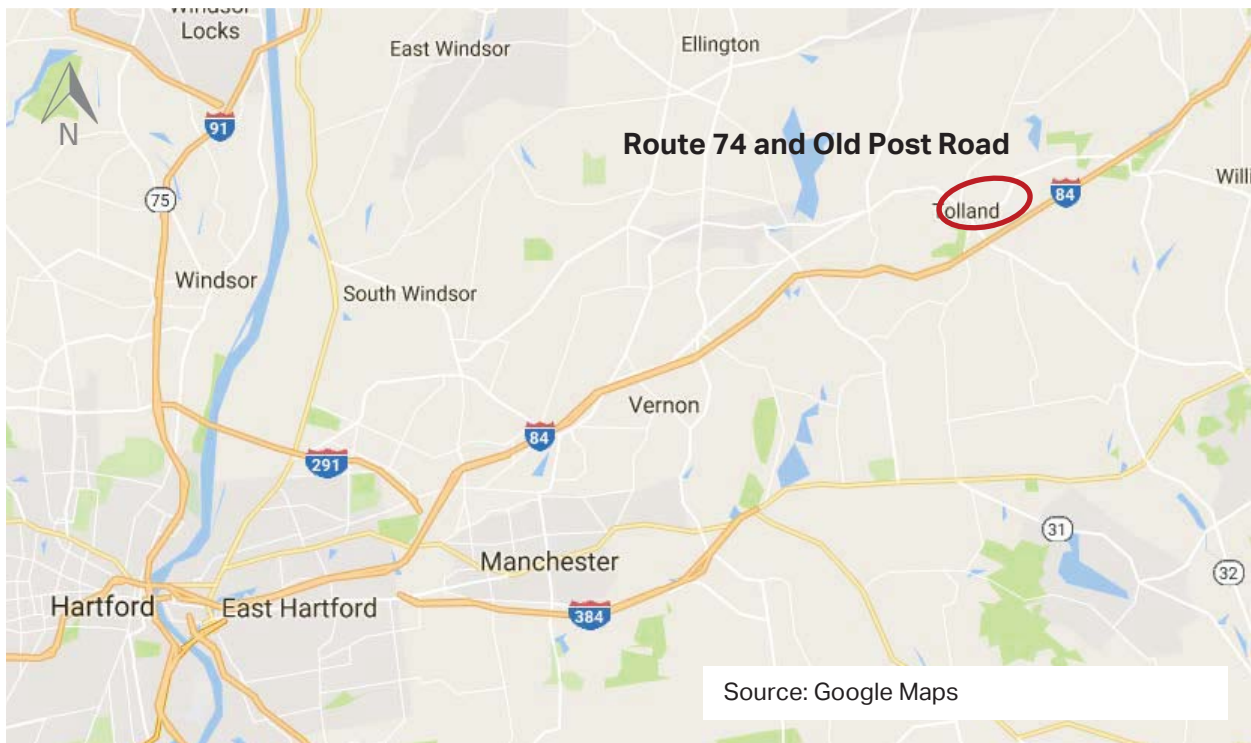 Windsor
Locks
East Windsor
Ellington
N
91
Route 74 and Old Post Road
75
84
Willi
Tolland
Windsor
South Windsor
Vernon
84
291
31
Manchester
32
Hartford
East Hartford
384
Source: Google Maps